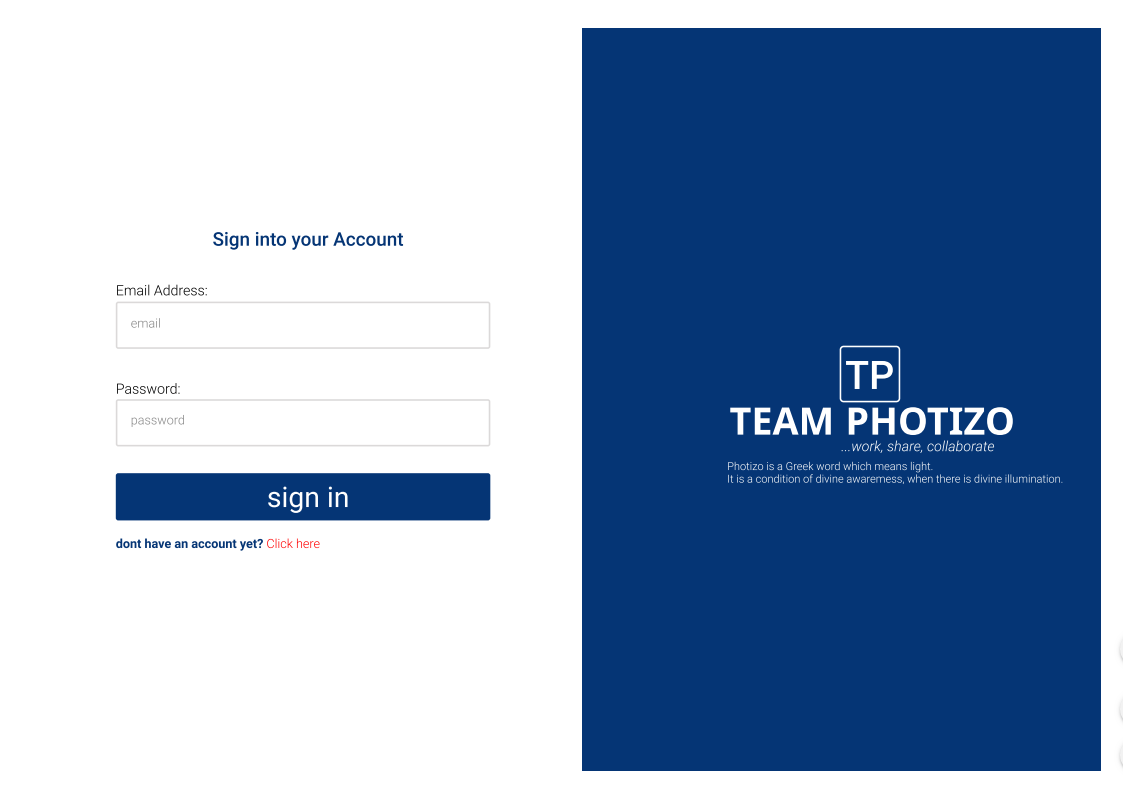 Sign into your Account
Email Address:
email
Password:
password
sign in
dont have an account yet? Click here
TP
TEAM PHOTIZO
...work, share, collaborate
Photizo is a Greek word which means light.
It is a condition of divine awaremess, when there is divine illumination.